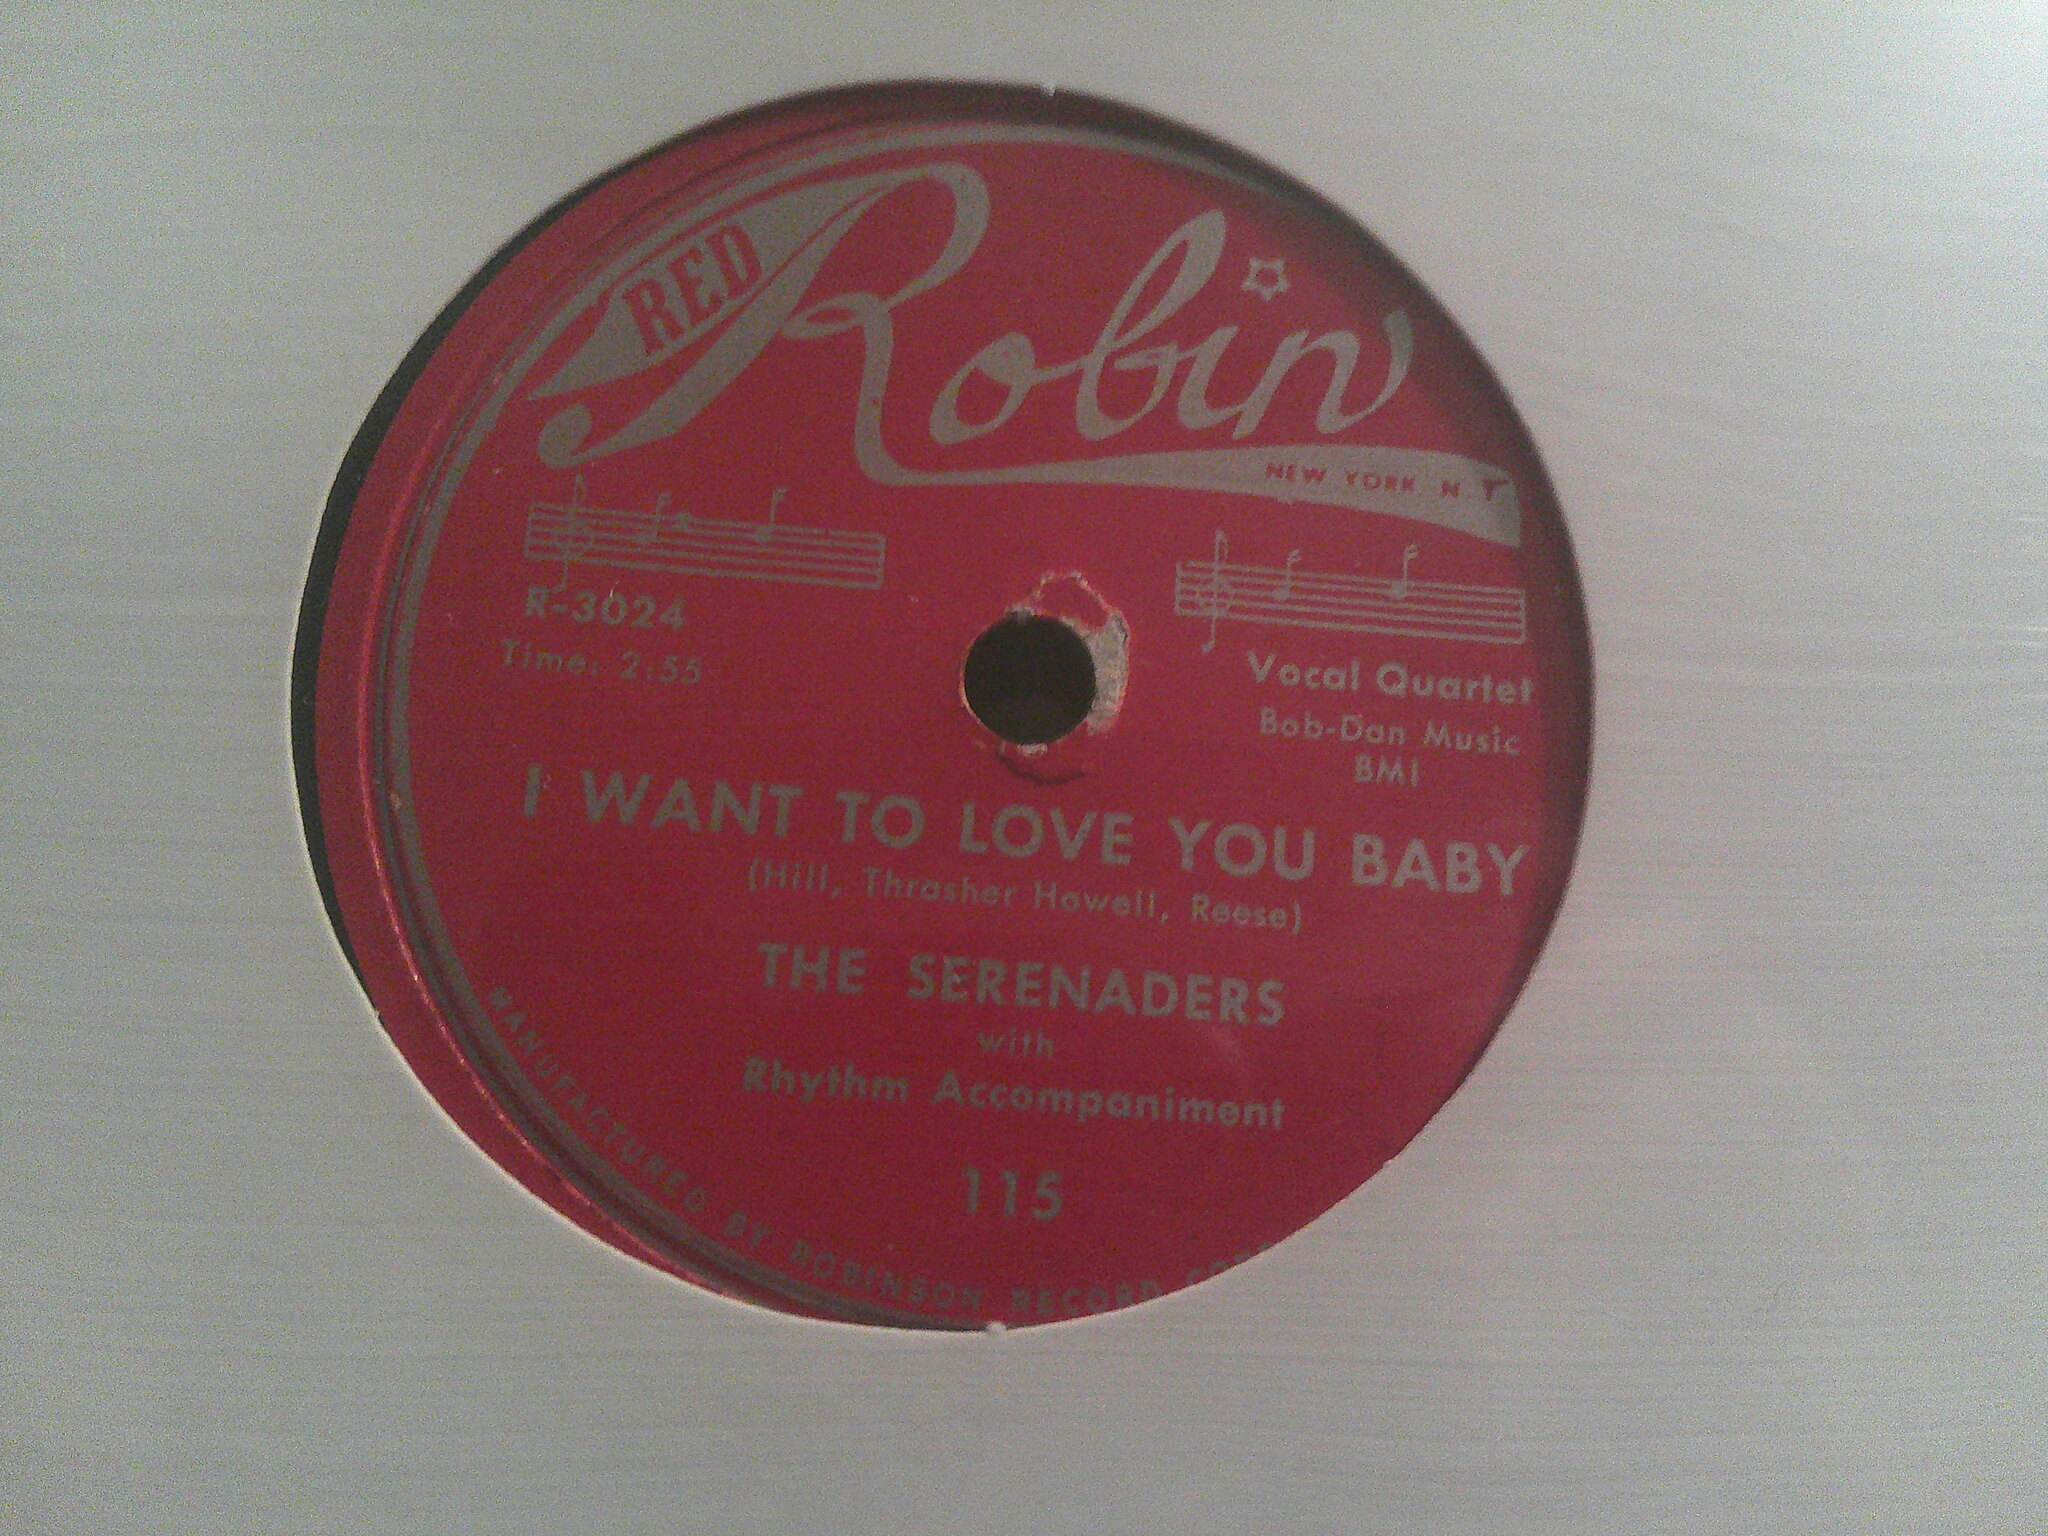 RED
Robin
NEW YORK N Y
R-3024
Time: 2:55
Vocal Quartet
Bob-Dan Music
BMI
I WANT TO LOVE YOU BABY
(Hill, Thrasher Howell, Reese)
THE SERENADERS
with
Rhythm Accompaniment
115
MANUFACTURED BY ROBINSON RECORD